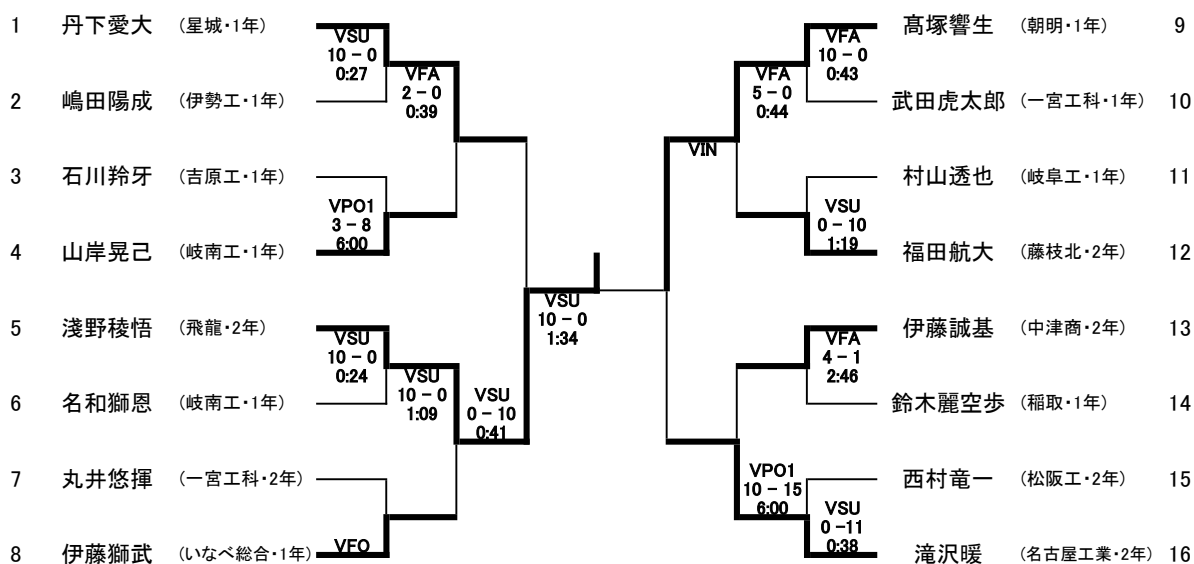 1 丹下愛大 （星城・1年）
VSU
10 − 0
0:27
2 嶋田陽成 （伊勢工・1年）
VFA
2 − 0
0:39
3 石川羚牙 （吉原工・1年）
VPO1
3 − 8
6:00
4 山岸晃己 （岐南工・1年）
5 淺野稜悟 （飛龍・2年）
VSU
10 − 0
0:24
6 名和獅恩 （岐南工・1年）
VSU
10 − 0
1:09
VSU
0 − 10
0:41
7 丸井悠揮 （一宮工科・2年）
8 伊藤獅武 （いなべ総合・1年）
VFO
VSU
10 − 0
1:34
髙塚響生 （朝明・1年） 9
VFA
10 − 0
0:43
武田虎太郎 （一宮工科・1年） 10
VFA
5 − 0
0:44
VIN
村山透也 （岐阜工・1年） 11
VSU
0 − 10
1:19
福田航大 （藤枝北・2年） 12
伊藤誠基 （中津商・2年） 13
VFA
4 − 1
2:46
鈴木麗空歩 （稲取・1年） 14
西村竜一 （松阪工・2年） 15
VPO1
10 − 15
6:00
VSU
0 −11
0:38
滝沢暖 （名古屋工業・2年） 16